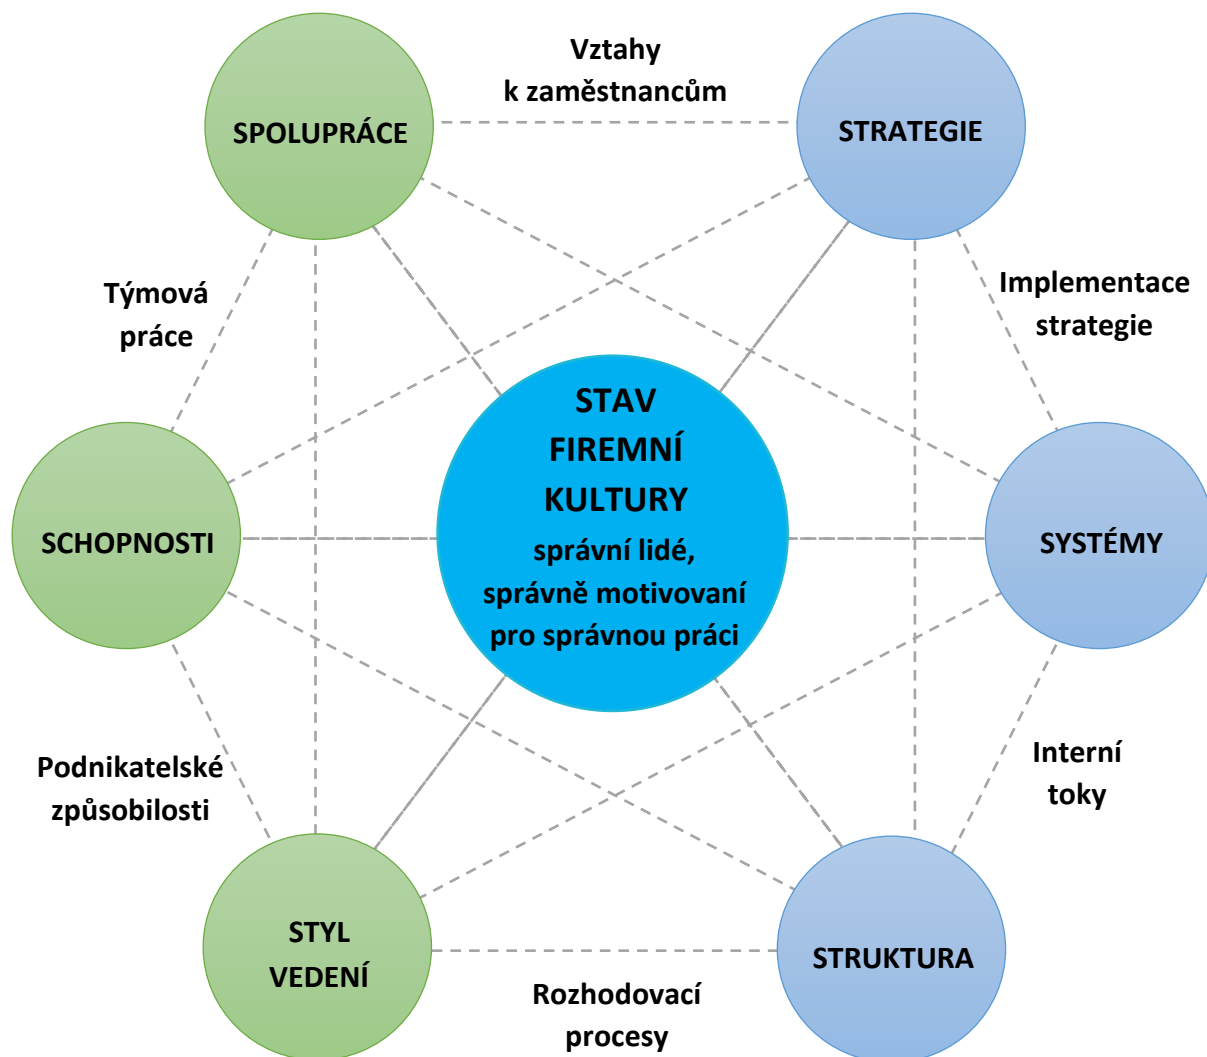 Vztahy
k zaměstnancům
SPOLUPRÁCE
STRATEGIE
Týmová
práce
Implementace
strategie
STAV
FIREMNÍ
KULTURY
správní lidé,
správně motivovaní
pro správnou práci
SCHOPNOSTI
SYSTÉMY
Podnikatelské
způsobilosti
Interní
toky
STYL
VEDENÍ
STRUKTURA
Rozhodovací
procesy